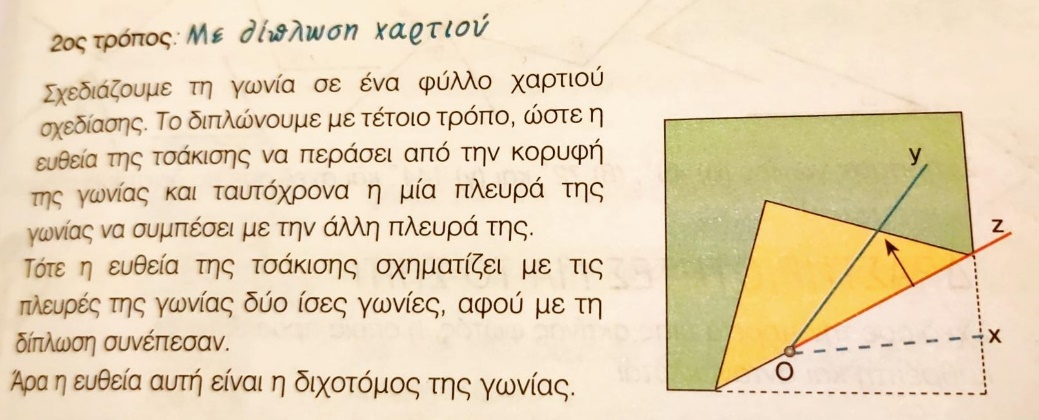 2ος τρόπος: Με δίπλωση χαρτιού
Σχεδιάζουμε τη γωνία σε ένα φύλλο χαρτιού
σχεδίασης. Το διπλώνουμε με τέτοιο τρόπο, ώστε η
ευθεία της τσάκισης να περάσει από την κορυφή
της γωνίας και ταυτόχρονα η μία πλευρά της
γωνίας να συμπέσει με την άλλη πλευρά της.
Τότε η ευθεία της τσάκισης σχηματίζει με τις
πλευρές της γωνίας δύο ίσες γωνίες, αφού με τη
δίπλωση συνέπεσαν.
Άρα η ευθεία αυτή είναι η διχοτόμος της γωνίας.
y
z
x
O